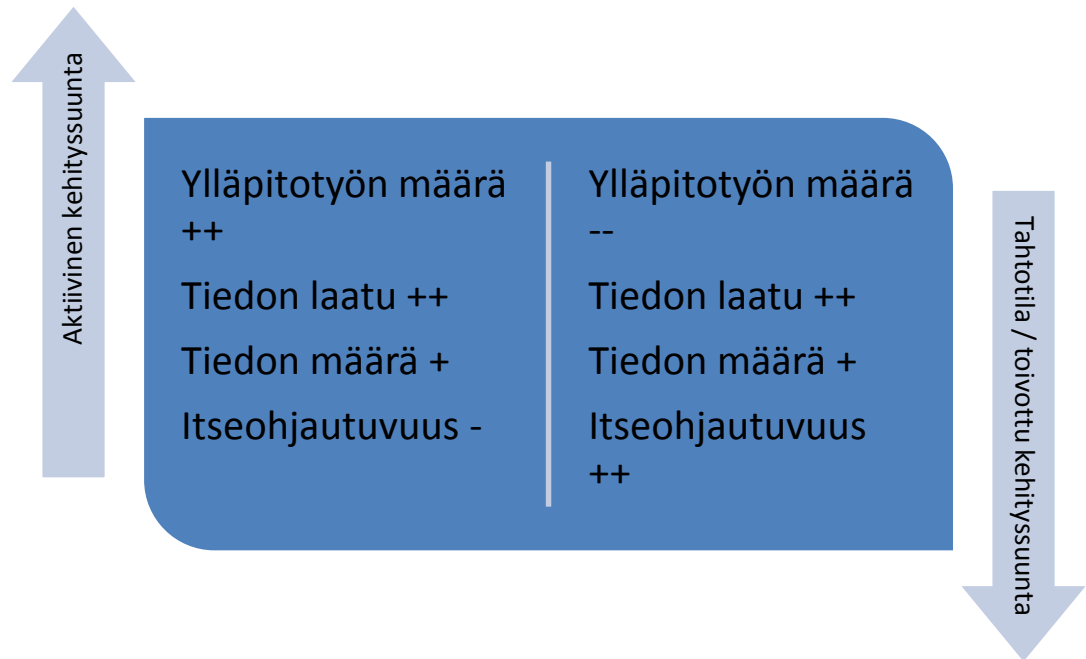 Aktiivinen kehityssuunta
Ylläpitotyön määrä
++
Tiedon laatu ++
Tiedon määrä +
Itseohjautuvuus -
Ylläpitotyön määrä
--
Tiedon laatu ++
Tiedon määrä +
Itseohjautuvuus
++
Tahtotila / toivottu kehityssuunta